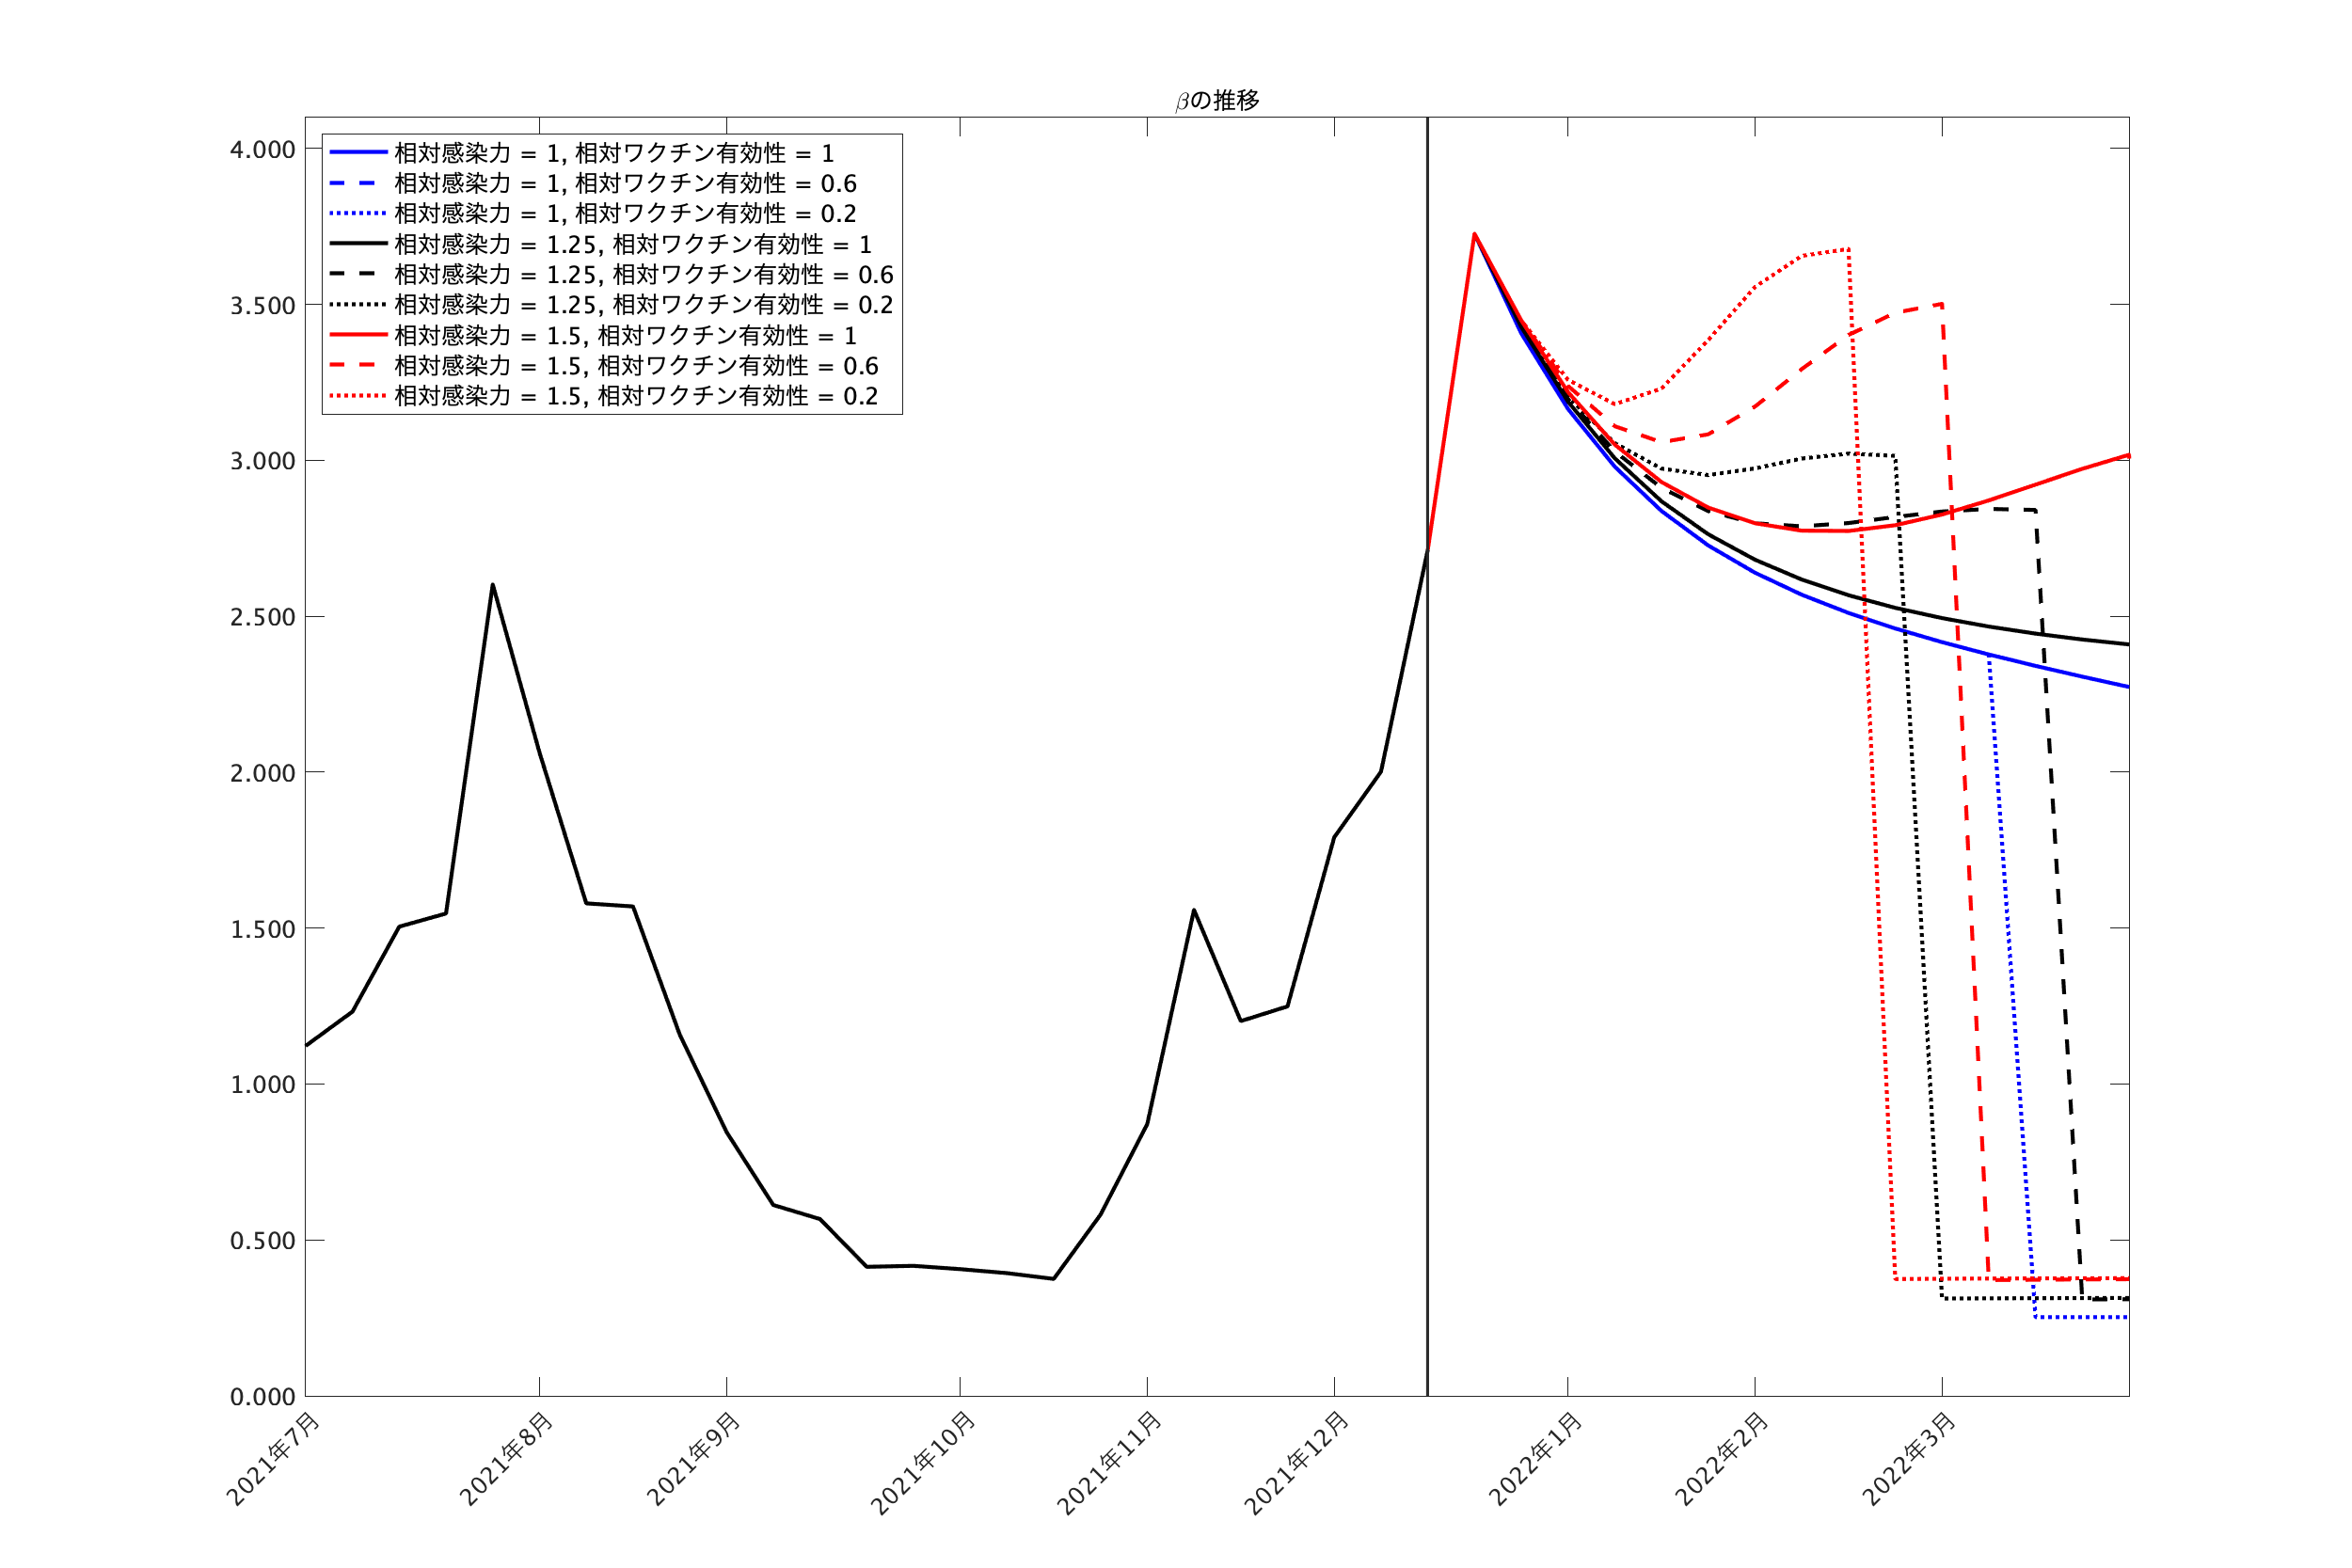 βの推移
4.000
3.500
3.000
2.500
2.000
1.500
1.000
0.500
0.000
相対感染力 = 1, 相対ワクチン有効性 = 1
相対感染力 = 1, 相対ワクチン有効性 = 0.6
相対感染力 = 1, 相対ワクチン有効性 = 0.2
相対感染力 = 1.25, 相対ワクチン有効性 = 1
相対感染力 = 1.25, 相対ワクチン有効性 = 0.6
相対感染力 = 1.25, 相対ワクチン有効性 = 0.2
相対感染力 = 1.5, 相対ワクチン有効性 = 1
相対感染力 = 1.5, 相対ワクチン有効性 = 0.6
相対感染力 = 1.5, 相対ワクチン有効性 = 0.2
2021年7月
2021年8月
2021年9月
2021年10月
2021年11月
2021年12月
2022年1月
2022年2月
2022年3月